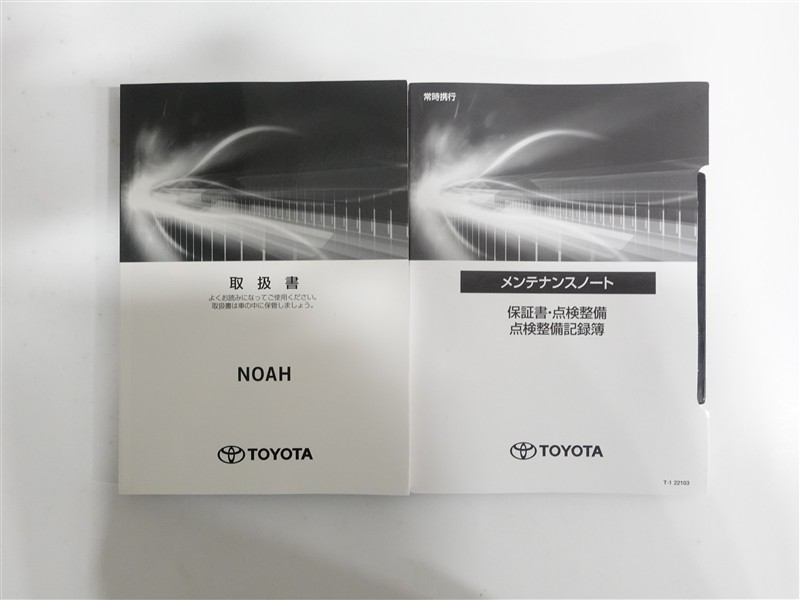 取扱書
よくお読みになってご使用ください。
取扱書は車の中に保管しましょう。
NOAH
TOYOTA
常時携行
メンテナンスノート
保証書・点検整備
点検整備記録簿
TOYOTA
T-I 22103